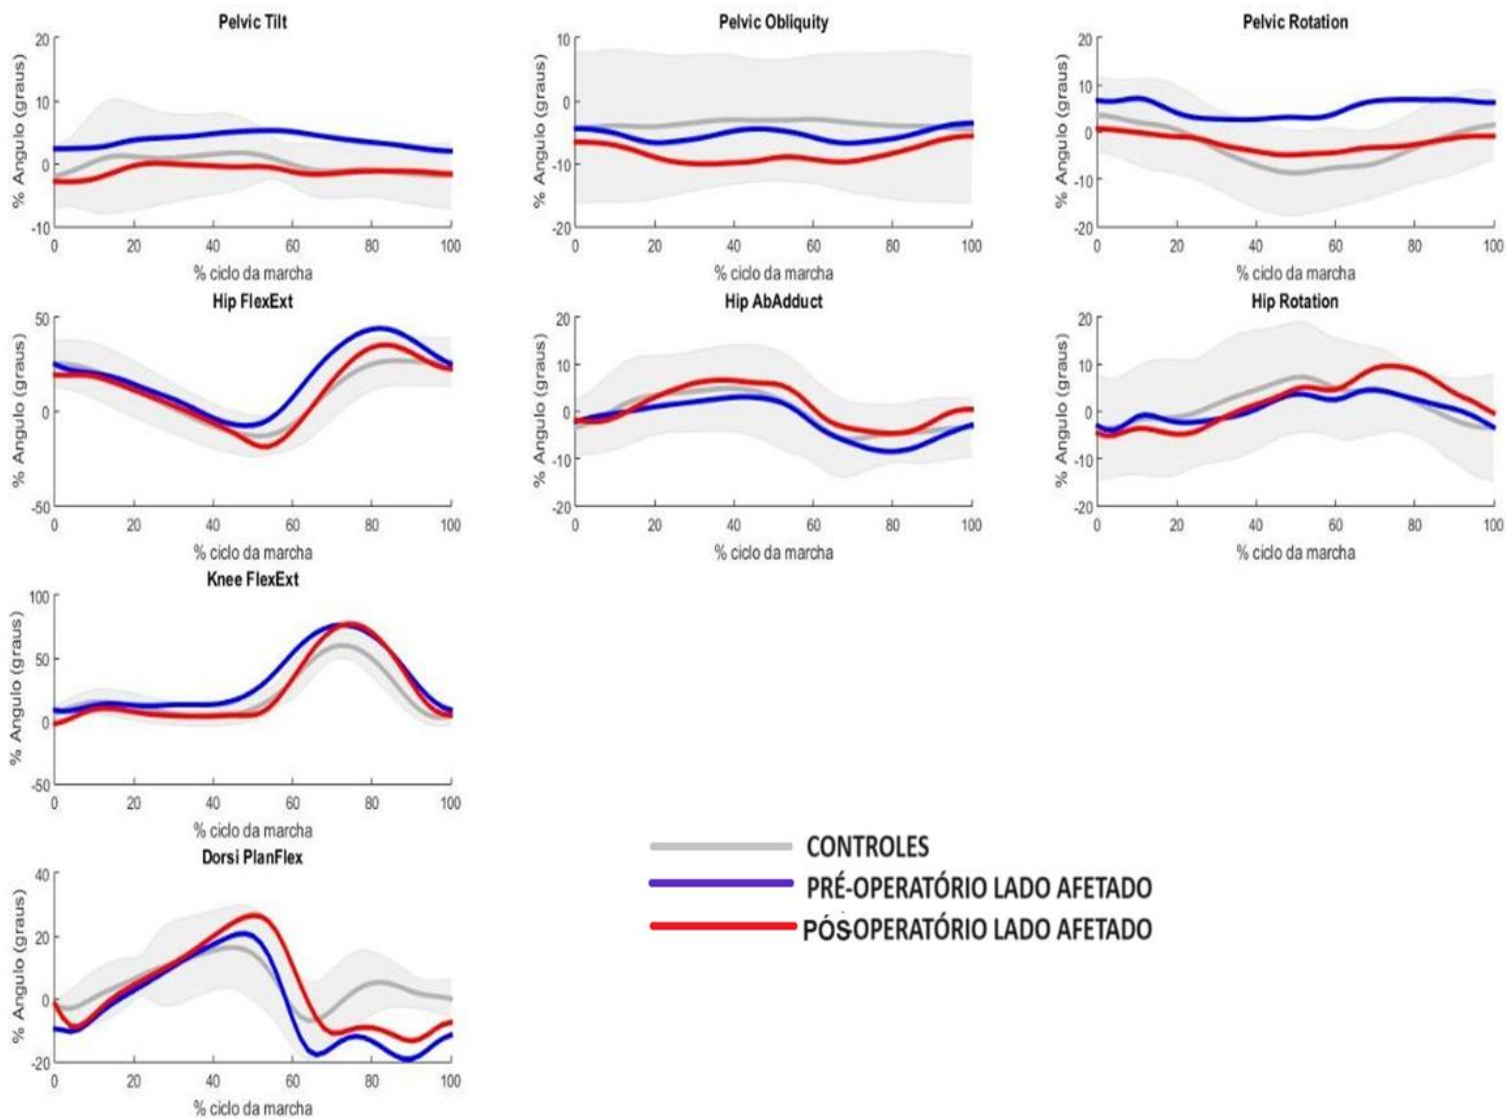 Pelvic Tilt
% Angulo (graus)
20
10
0
-10
0 20 40 60 80 100
% ciclo da marcha
Pelvic Obliquity
% Angulo (graus)
10
0
-10
-20
0 20 40 60 80 100
% ciclo da marcha
Pelvic Rotation
% Angulo (graus)
20
10
0
-10
-20
0 20 40 60 80 100
% ciclo da marcha
Hip FlexExt
% Angulo (graus)
50
0
-50
0 20 40 60 80 100
% ciclo da marcha
Hip AbAdduct
% Angulo (graus)
20
10
0
-10
-20
0 20 40 60 80 100
% ciclo da marcha
Hip Rotation
% Angulo (graus)
20
10
0
-10
-20
0 20 40 60 80 100
% ciclo da marcha
Knee FlexExt
% Angulo (graus)
100
50
0
-50
0 20 40 60 80 100
% ciclo da marcha
Dorsi PlanFlex
% Angulo (graus)
40
20
0
-20
0 20 40 60 80 100
% ciclo da marcha
CONTROLES
PRÉ-OPERATÓRIO LADO AFETADO
PÓSOPERATÓRIO LADO AFETADO